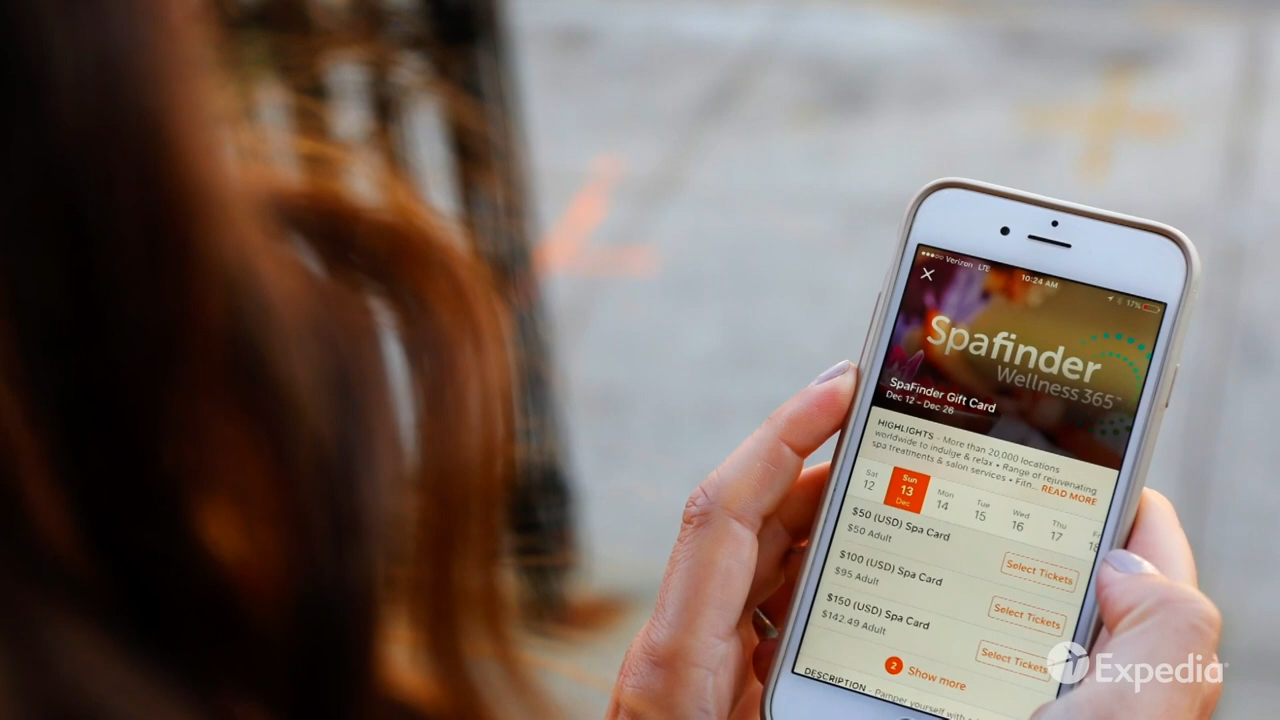 Verizon LTE
10:24 AM
17%
Spafinder
Wellness 365™
SpaFinder Gift Card
Dec 12 - Dec 26
HIGHLIGHTS - More than 20,000 locations
worldwide to indulge & relax • Range of rejuvenating
spa treatments & salon services • Fitn... READ MORE
Sat Sun Mon Tue Wed Thu
12 13 14 15 16 17 18
Dec
$50 (USD) Spa Card
$50 Adult
Select Tickets
$100 (USD) Spa Card
$95 Adult
Select Tickets
$150 (USD) Spa Card
$142.49 Adult
Select Tickets
2 Show more
DESCRIPTION - Pamper yourself with a
Expedia